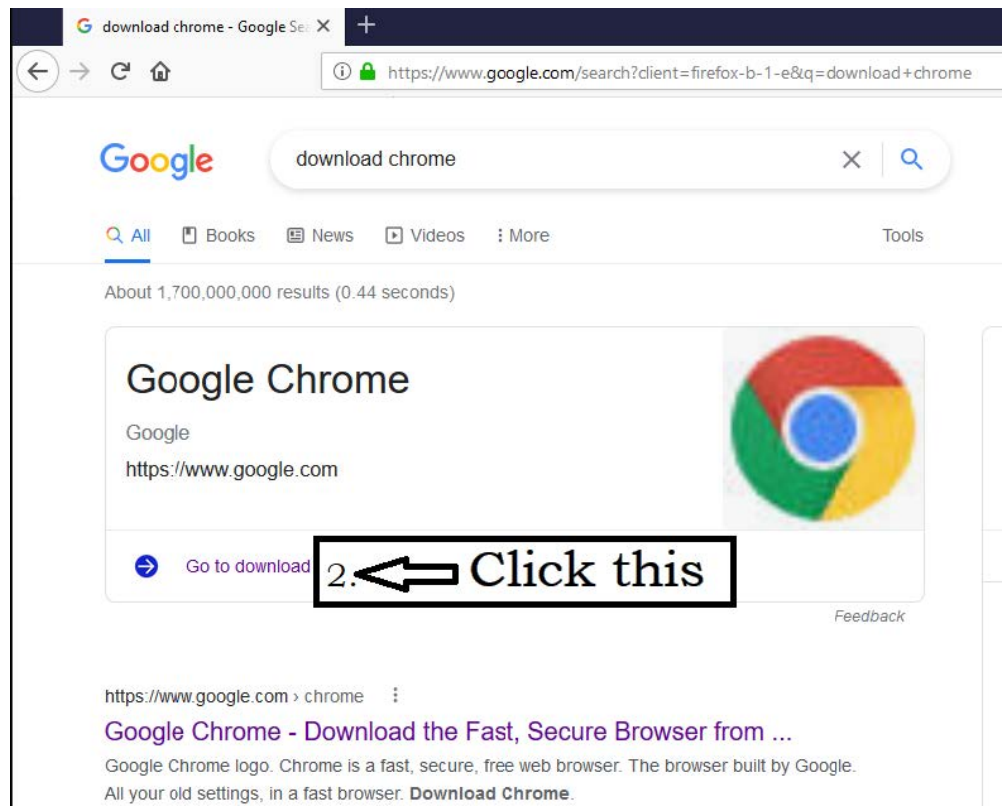 download chrome - Google Se
https://www.google.com/search?client=firefox-b-1-e&q=download+chrome
Google
download chrome
All Books News Videos More Tools
About 1,700,000,000 results (0.44 seconds)
Google Chrome
Google
https://www.google.com
Go to download 2. Click this
Feedback
https://www.google.com › chrome
Google Chrome - Download the Fast, Secure Browser from ...
Google Chrome logo. Chrome is a fast, secure, free web browser. The browser built by Google.
All your old settings, in a fast browser. Download Chrome.